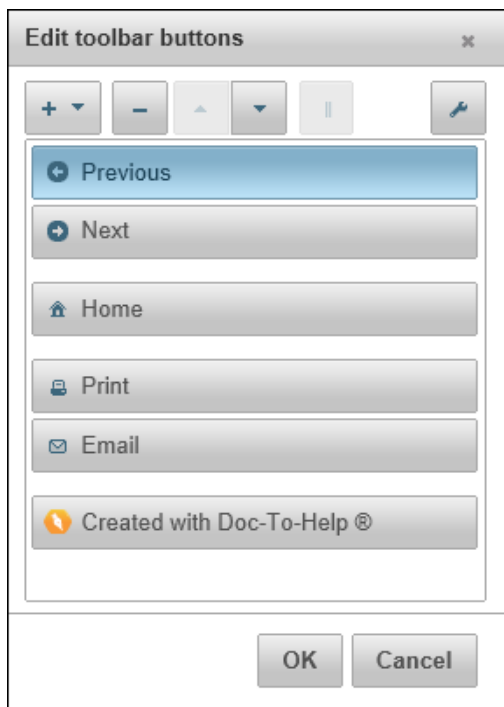 Edit toolbar buttons
Previous
Next
Home
Print
Email
Created with Doc-To-Help ®
OK Cancel